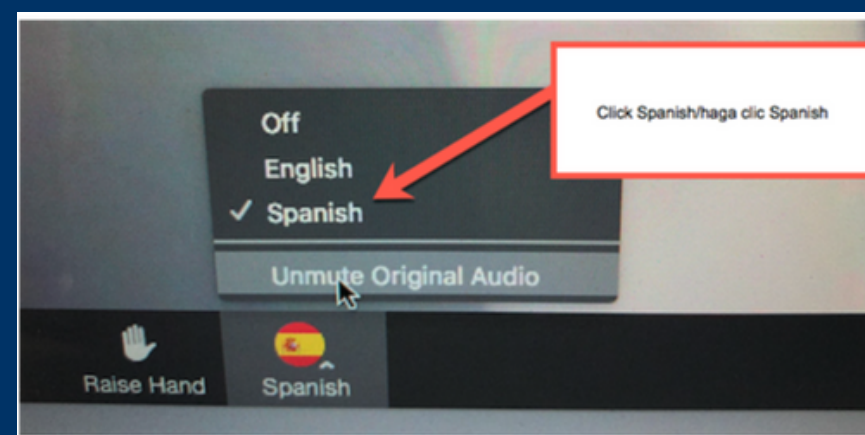 Click Spanish/haga clic Spanish
Off
English
✓ Spanish
Unmute Original Audio
Raise Hand
Spanish